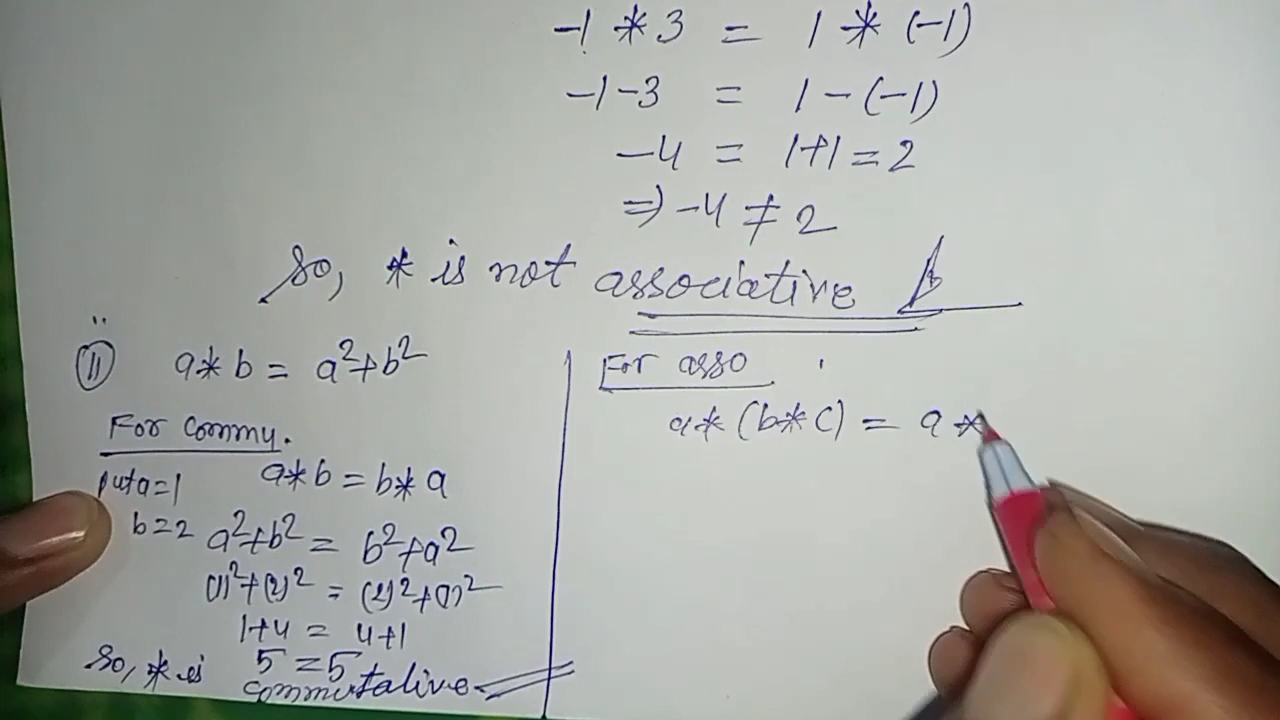 -1 * 3 = 1 * (-1)
-1-3 = 1-(-1)
-4 = 1+1=2
⇒ -4 ≠ 2
So, * is not associative
(ii) a * b = a²+b²
For Commu.
put a=1 a*b = b*a
b=2 a²+b² = b²+a²
(1)²+(2)² = (2)²+(1)²
1+4 = 4+1
So, * is 5=5
commutative
For asso
a*(b*c) = a *